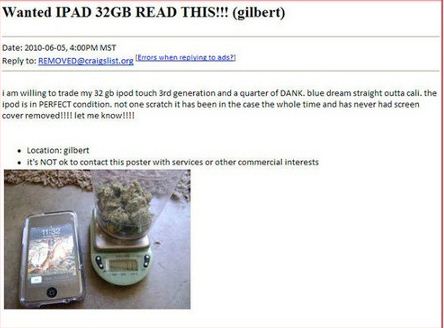 Wanted IPAD 32GB READ THIS!!! (gilbert)
Date: 2010-06-05, 4:00PM MST
Reply to: REMOVED@craigslist.org [Errors when replying to ads?]
i am willing to trade my 32 gb ipod touch 3rd generation and a quarter of DANK. blue dream straight outta cali. the
ipod is in PERFECT condition. not one scratch it has been in the case the whole time and has never had screen
cover removed!!!! let me know!!!!
• Location: gilbert
• it's NOT ok to contact this poster with services or other commercial interests
11:32